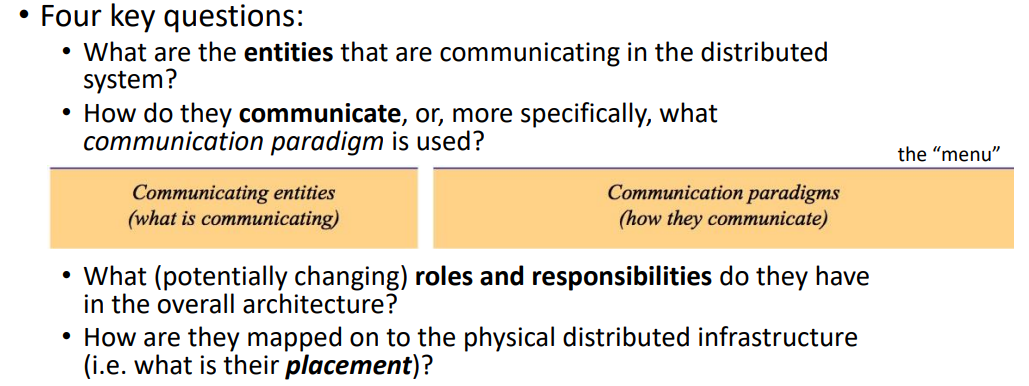 • Four key questions:
• What are the entities that are communicating in the distributed
system?
• How do they communicate, or, more specifically, what
communication paradigm is used?
the “menu”
Communicating entities
(what is communicating)
Communication paradigms
(how they communicate)
• What (potentially changing) roles and responsibilities do they have
in the overall architecture?
• How are they mapped on to the physical distributed infrastructure
(i.e. what is their placement)?